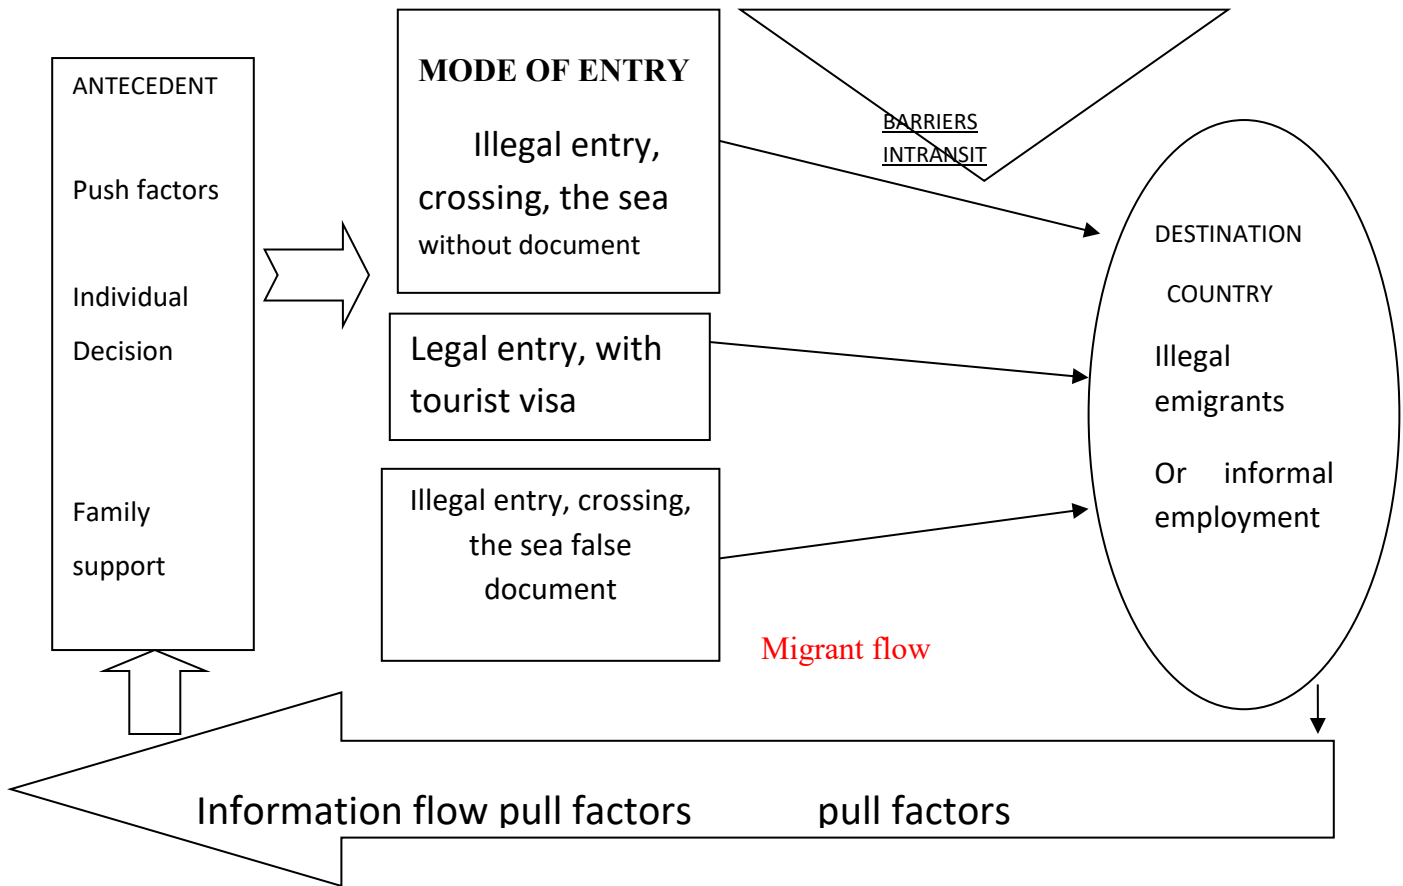 ANTECEDENT
Push factors
Individual
Decision
Family
support
MODE OF ENTRY
Illegal entry,
crossing, the sea
without document
Legal entry, with
tourist visa
Illegal entry, crossing,
the sea false
document
BARRIERS
INTRANSIT
DESTINATION
COUNTRY
Illegal
emigrants
Or informal
employment
Migrant flow
Information flow pull factors pull factors